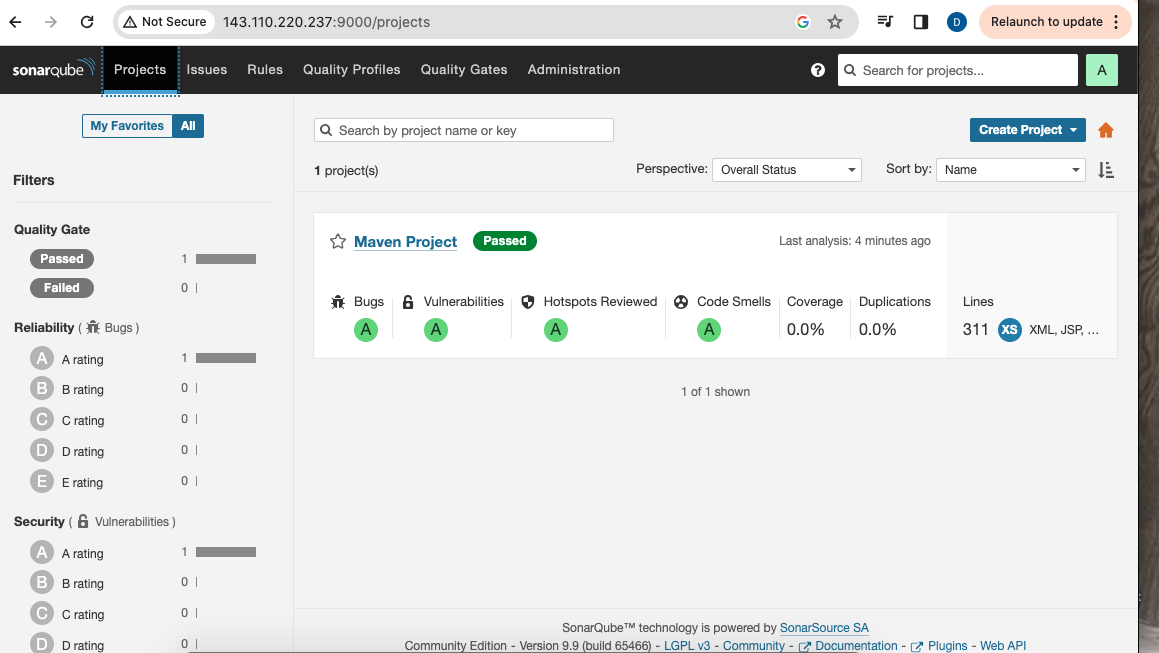 Not Secure 143.110.220.237:9000/projects D Relaunch to update
sonarqube Projects Issues Rules Quality Profiles Quality Gates Administration Search for projects... A
My Favorites All
Filters
Quality Gate
Passed 1
Failed 0
Reliability ( Bugs )
A A rating 1
B B rating 0
C C rating 0
D D rating 0
E E rating 0
Security ( Vulnerabilities )
A A rating 1
B B rating 0
C C rating 0
D D rating 0
Search by project name or key Create Project
1 project(s) Perspective: Overall Status Sort by: Name
Maven Project Passed Last analysis: 4 minutes ago
Bugs Vulnerabilities Hotspots Reviewed Code Smells Coverage Duplications Lines
A A A A 0.0% 0.0% 311 XS XML, JSP, ...
1 of 1 shown
SonarQube™ technology is powered by SonarSource SA
Community Edition - Version 9.9 (build 65466) - LGPL v3 - Community - Documentation - Plugins - Web API